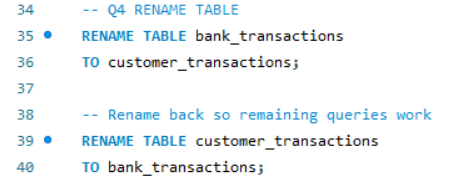 34 -- Q4 RENAME TABLE
35 RENAME TABLE bank_transactions
36 TO customer_transactions;
37
38 -- Rename back so remaining queries work
39 RENAME TABLE customer_transactions
40 TO bank_transactions;